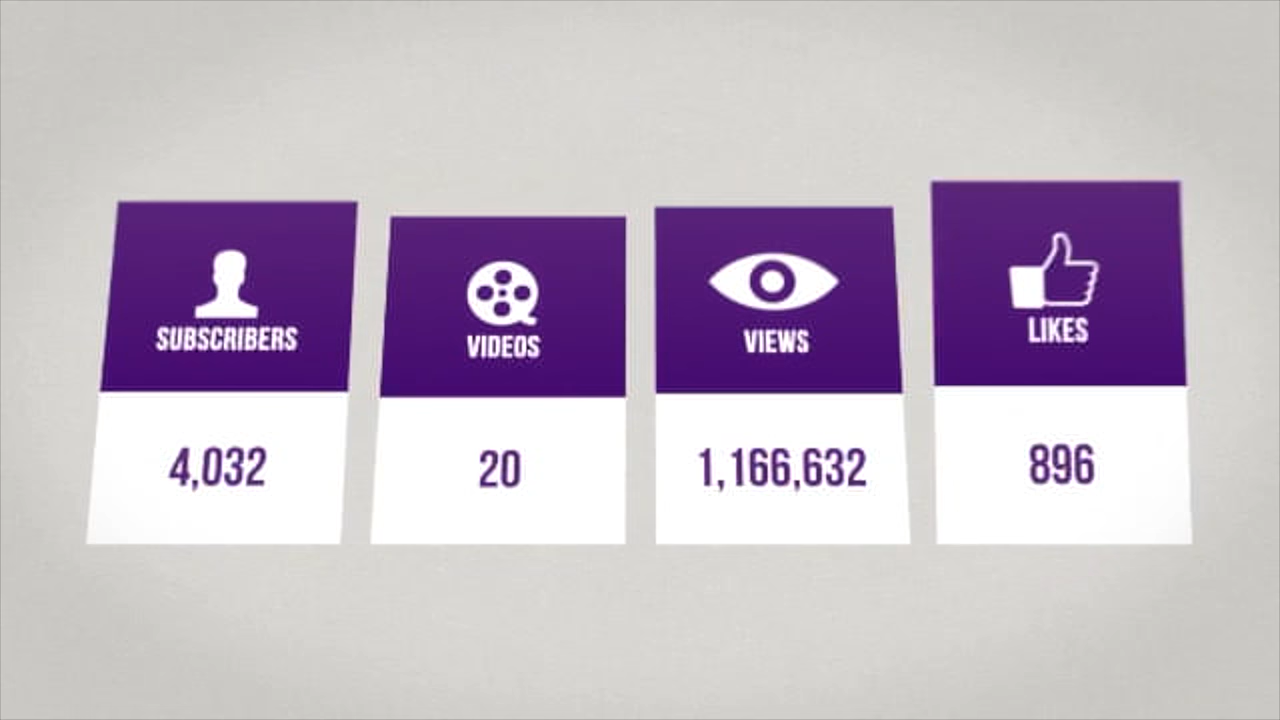 SUBSCRIBERS
4,032
VIDEOS
20
VIEWS
1,166,632
LIKES
896